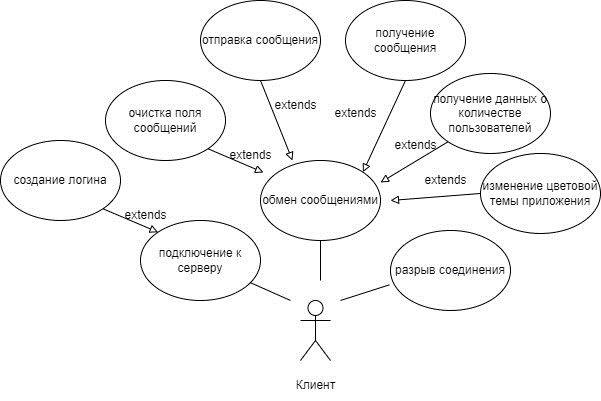 отправка сообщения
получение
сообщения
extends
extends
очистка поля
сообщений
получение данных о
количестве
пользователей
extends
extends
создание логина
обмен сообщениями
extends
изменение цветовой
темы приложения
extends
подключение к
серверу
разрыв соединения
Клиент